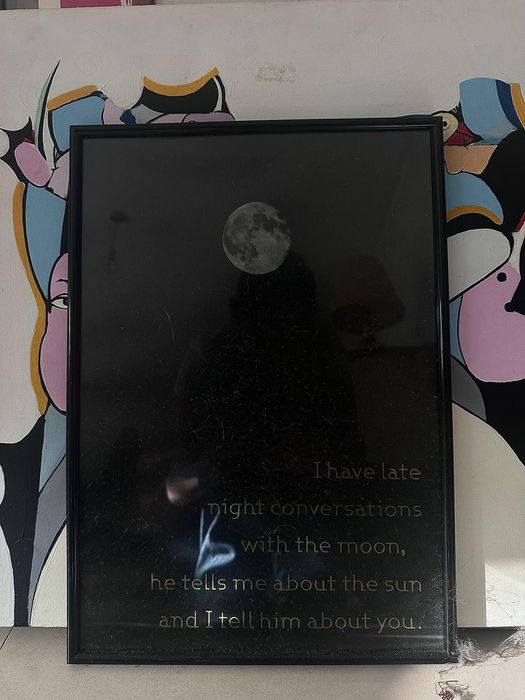 I have late
night conversations
with the moon,
he tells me about the sun
and I tell him about you.